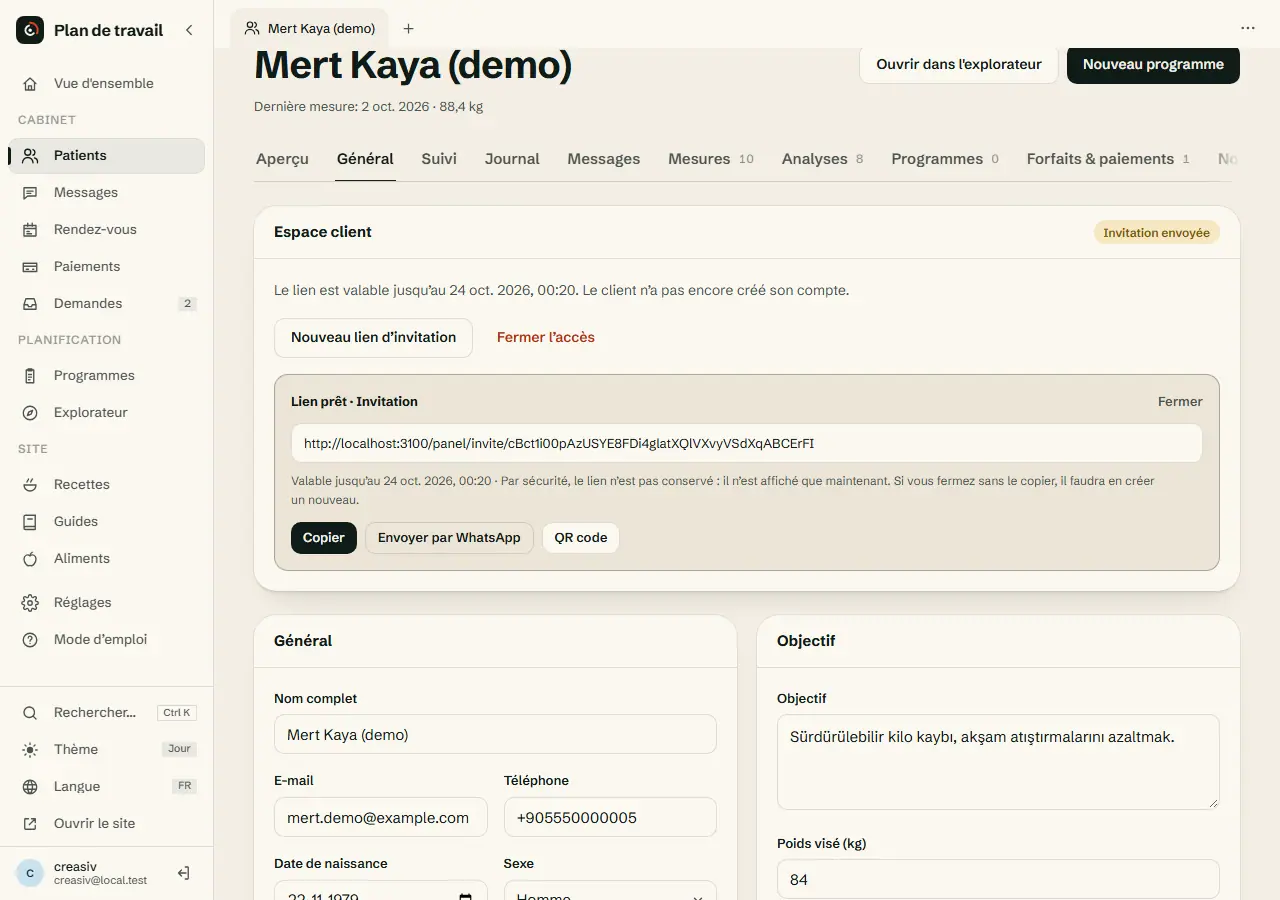 Plan de travail
Vue d'ensemble
CABINET
Patients
Messages
Rendez-vous
Paiements
Demandes 2
PLANIFICATION
Programmes
Explorateur
SITE
Recettes
Guides
Aliments
Réglages
Mode d’emploi
Rechercher... Ctrl K
Thème Jour
Langue FR
Ouvrir le site
C creasiv
creasiv@local.test
Mert Kaya (demo)
Mert Kaya (demo)
Ouvrir dans l'explorateur Nouveau programme
Dernière mesure: 2 oct. 2026 · 88,4 kg
Aperçu Général Suivi Journal Messages Mesures 10 Analyses 8 Programmes 0 Forfaits & paiements 1 No
Espace client Invitation envoyée
Le lien est valable jusqu’au 24 oct. 2026, 00:20. Le client n’a pas encore créé son compte.
Nouveau lien d’invitation Fermer l’accès
Lien prêt · Invitation Fermer
http://localhost:3100/panel/invite/cBct1i00pAzUSYE8FDi4glatXQlVXvyVSdXqABCErFI
Valable jusqu’au 24 oct. 2026, 00:20 · Par sécurité, le lien n’est pas conservé : il n’est affiché que maintenant. Si vous fermez sans le copier, il faudra en créer
un nouveau.
Copier Envoyer par WhatsApp QR code
Général
Nom complet
Mert Kaya (demo)
E-mail Téléphone
mert.demo@example.com +905550000005
Date de naissance Sexe
22-11-1979 Homme
Objectif
Objectif
Sürdürülebilir kilo kaybı, akşam atıştırmalarını azaltmak.
Poids visé (kg)
84